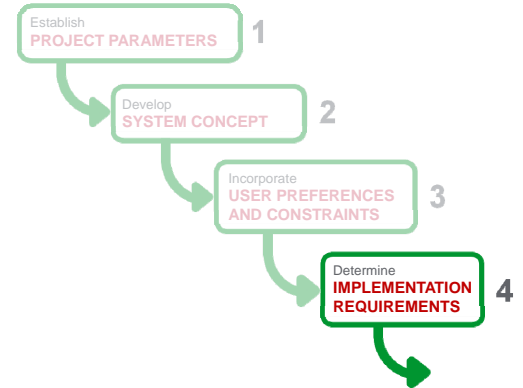 Establish
PROJECT PARAMETERS
1
Develop
SYSTEM CONCEPT
2
Incorporate
USER PREFERENCES
AND CONSTRAINTS
3
Determine
IMPLEMENTATION
REQUIREMENTS
4